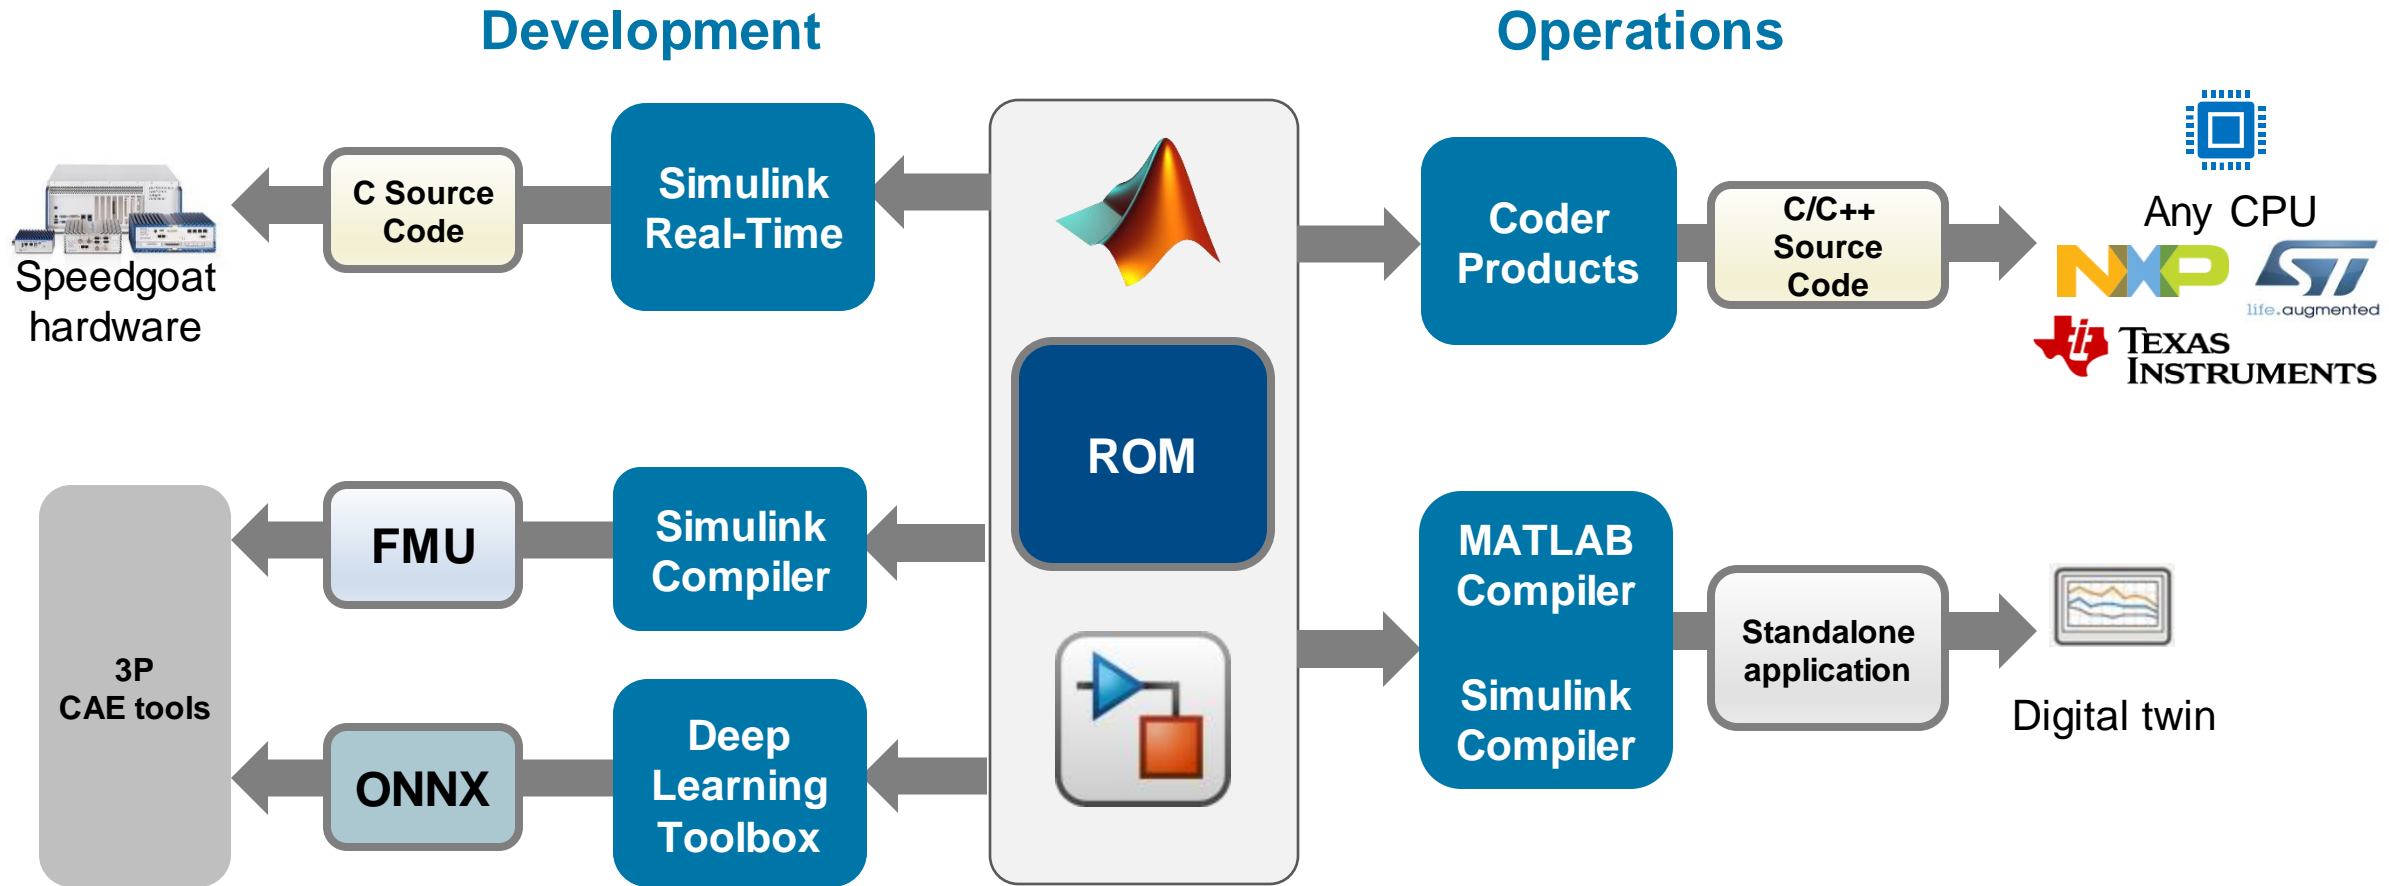 Development
Operations
Speedgoat
hardware
C Source
Code
Simulink
Real-Time
Coder
Products
C/C++
Source
Code
Any CPU
NXP
ST
life.augmented
TEXAS
INSTRUMENTS
ROM
3P
CAE tools
FMU
Simulink
Compiler
ONNX
Deep
Learning
Toolbox
MATLAB
Compiler
Simulink
Compiler
Standalone
application
Digital twin